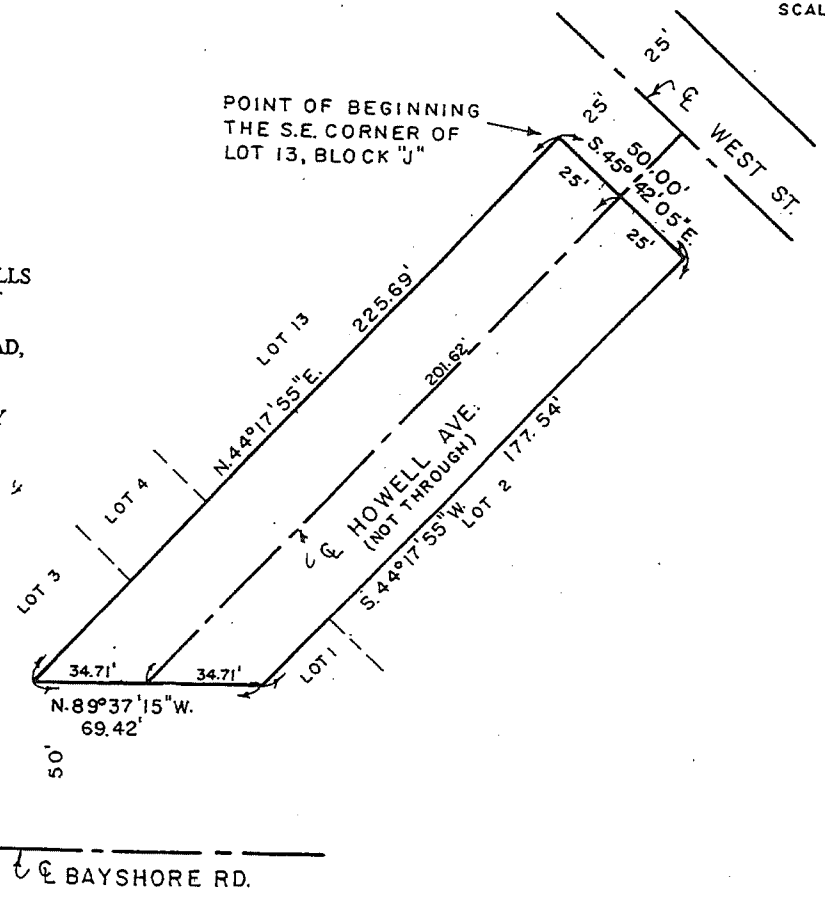 SCAL
25'
℄ WEST ST.
25'
POINT OF BEGINNING
THE S.E. CORNER OF
LOT 13, BLOCK "J"
50.00'
S.45°42'05"E.
25'
25'
LLS
AD,
Y
LOT 13
225.69'
N.44°17'55"E.
201.62'
℄ HOWELL AVE.
(NOT THROUGH)
177.54'
S.44°17'55"W.
LOT 2
LOT 4
LOT 3
LOT 1
34.71'
34.71'
N.89°37'15"W.
69.42'
50'
℄ BAYSHORE RD.